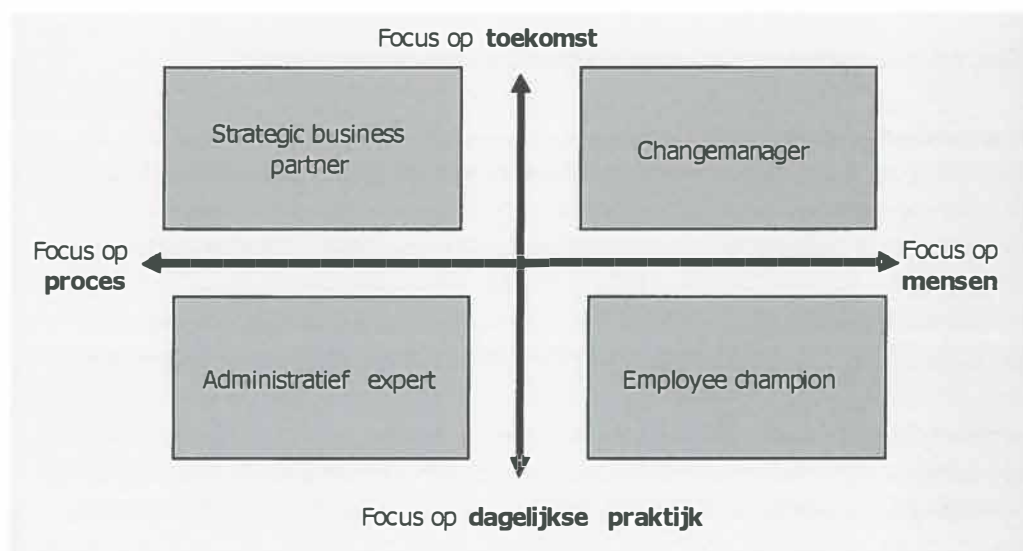 Focus op toekomst
Strategic business
partner
Changemanager
Focus op
proces
Focus op
mensen
Administratief expert
Employee champion
Focus op dagelijkse praktijk